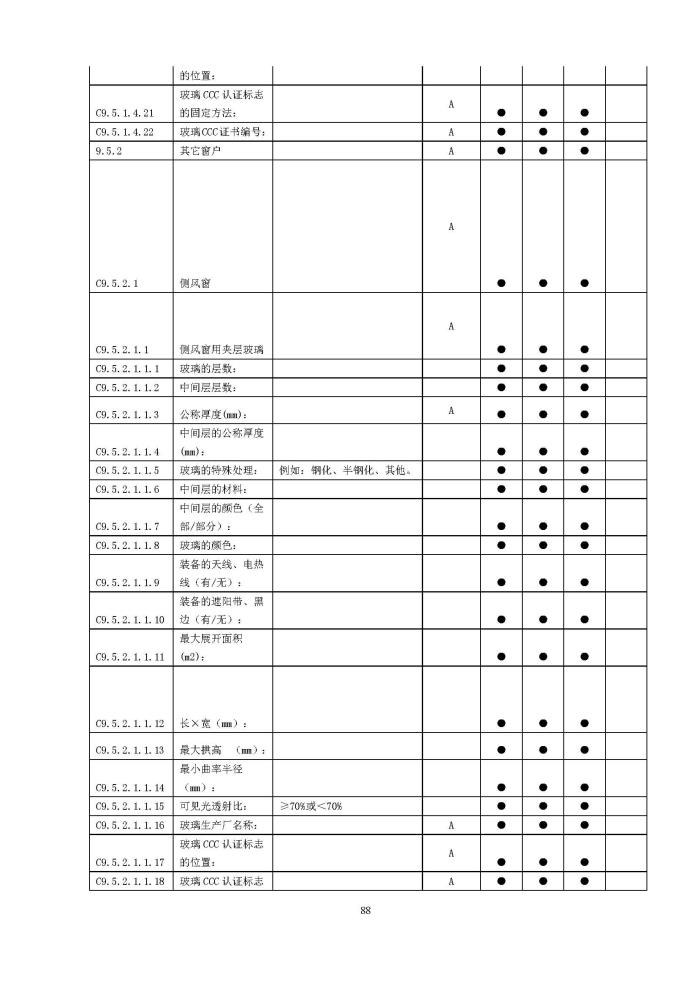 的位置：
玻璃 CCC 认证标志
C9.5.1.4.21 的固定方法： A ● ● ●
C9.5.1.4.22 玻璃CCC证书编号： A ● ● ●
9.5.2 其它窗户 A ● ● ●
A
C9.5.2.1 侧风窗 ● ● ●
A
C9.5.2.1.1 侧风窗用夹层玻璃 ● ● ●
C9.5.2.1.1.1 玻璃的层数： ● ● ●
C9.5.2.1.1.2 中间层层数： ● ● ●
C9.5.2.1.1.3 公称厚度(mm)： A ● ● ●
中间层的公称厚度
C9.5.2.1.1.4 (mm)： ● ● ●
C9.5.2.1.1.5 玻璃的特殊处理： 例如：钢化、半钢化、其他。 ● ● ●
C9.5.2.1.1.6 中间层的材料： ● ● ●
中间层的颜色（全
C9.5.2.1.1.7 部/部分）： ● ● ●
C9.5.2.1.1.8 玻璃的颜色： ● ● ●
装备的天线、电热
C9.5.2.1.1.9 线（有/无）： ● ● ●
装备的遮阳带、黑
C9.5.2.1.1.10 边（有/无）： ● ● ●
最大展开面积
C9.5.2.1.1.11 (m2)： ● ● ●
C9.5.2.1.1.12 长×宽（mm）： ● ● ●
C9.5.2.1.1.13 最大拱高 （mm）： ● ● ●
最小曲率半径
C9.5.2.1.1.14 （mm）： ● ● ●
C9.5.2.1.1.15 可见光透射比： ≥70%或＜70% ● ● ●
C9.5.2.1.1.16 玻璃生产厂名称： A ● ● ●
玻璃 CCC 认证标志
C9.5.2.1.1.17 的位置： A ● ● ●
C9.5.2.1.1.18 玻璃 CCC 认证标志 A ● ● ●
88